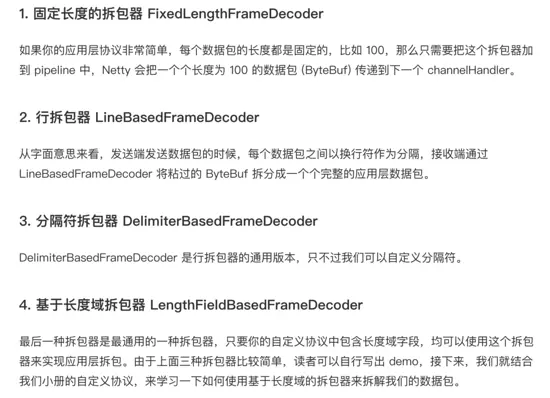 1. 固定长度的拆包器 FixedLengthFrameDecoder
如果你的应用层协议非常简单，每个数据包的长度都是固定的，比如 100，那么只需要把这个拆包器加
到 pipeline 中，Netty 会把一个个长度为 100 的数据包 (ByteBuf) 传递到下一个 channelHandler。
2. 行拆包器 LineBasedFrameDecoder
从字面意思来看，发送端发送数据包的时候，每个数据包之间以换行符作为分隔，接收端通过
LineBasedFrameDecoder 将粘过的 ByteBuf 拆分成一个个完整的应用层数据包。
3. 分隔符拆包器 DelimiterBasedFrameDecoder
DelimiterBasedFrameDecoder 是行拆包器的通用版本，只不过我们可以自定义分隔符。
4. 基于长度域拆包器 LengthFieldBasedFrameDecoder
最后一种拆包器是最通用的一种拆包器，只要你的自定义协议中包含长度域字段，均可以使用这个拆包
器来实现应用层拆包。由于上面三种拆包器比较简单，读者可以自行写出 demo，接下来，我们就结合
我们小册的自定义协议，来学习一下如何使用基于长度域的拆包器来拆解我们的数据包。